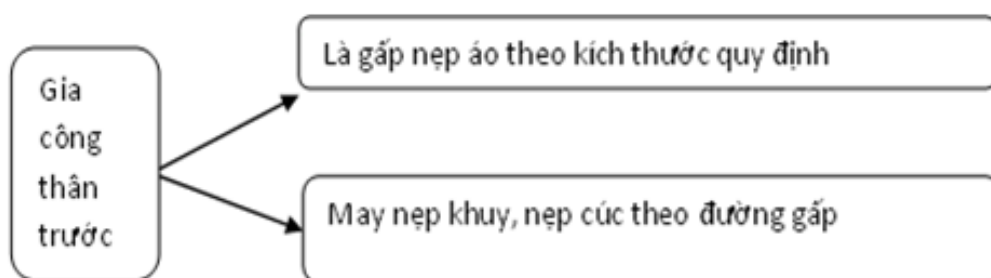 Gia
công
thân
trước
Là gấp nẹp áo theo kích thước quy định
May nẹp khuy, nẹp cúc theo đường gấp